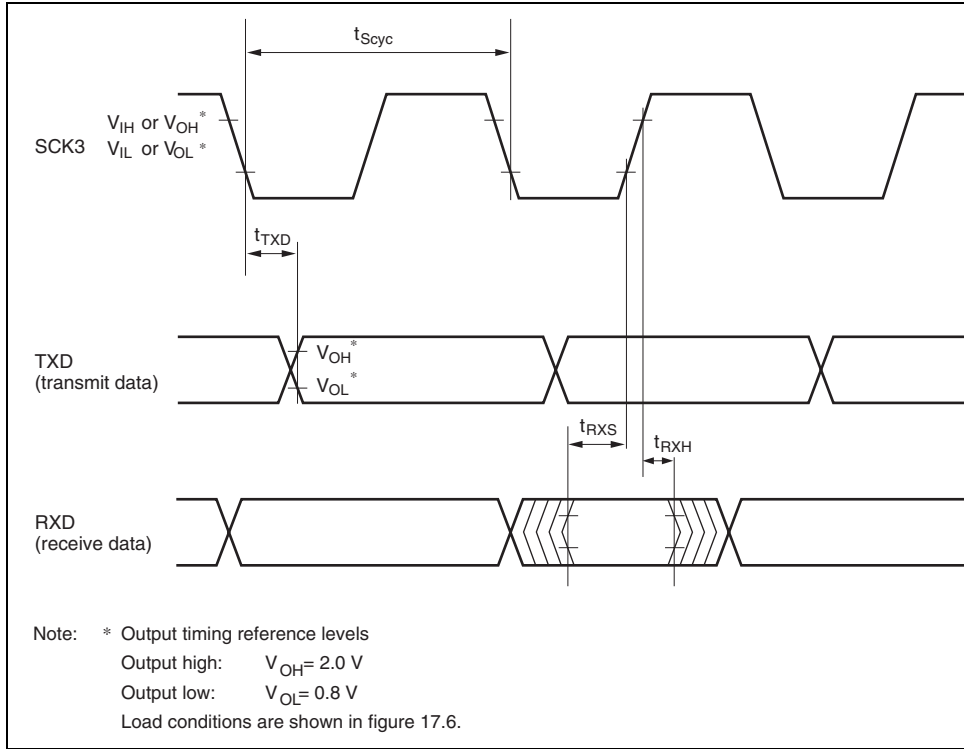 tScyc
VIH or VOH*
SCK3
VIL or VOL*
tTXD
TXD
(transmit data)
VOH*
VOL*
tRXS
tRXH
RXD
(receive data)
Note: * Output timing reference levels
Output high: VOH= 2.0 V
Output low: VOL= 0.8 V
Load conditions are shown in figure 17.6.